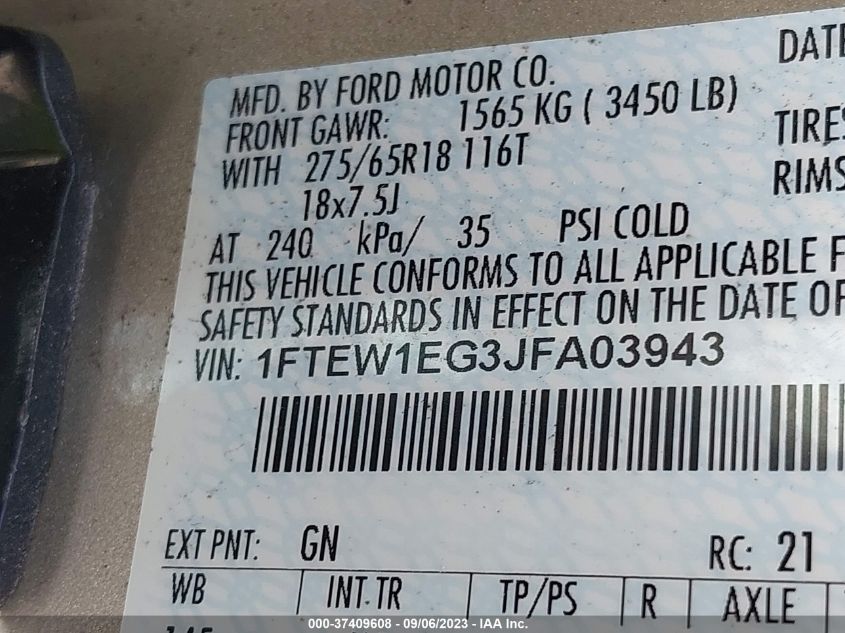 MFD. BY FORD MOTOR CO. DATE
FRONT GAWR: 1565 KG ( 3450 LB)
WITH 275/65R18 116T TIRES
18x7.5J RIMS
AT 240 kPa/ 35 PSI COLD
THIS VEHICLE CONFORMS TO ALL APPLICABLE F
SAFETY STANDARDS IN EFFECT ON THE DATE OF
VIN: 1FTEW1EG3JFA03943
EXT PNT: GN RC: 21
WB INT TR TP/PS R AXLE
145
000-37409608 - 09/06/2023 - IAA Inc.